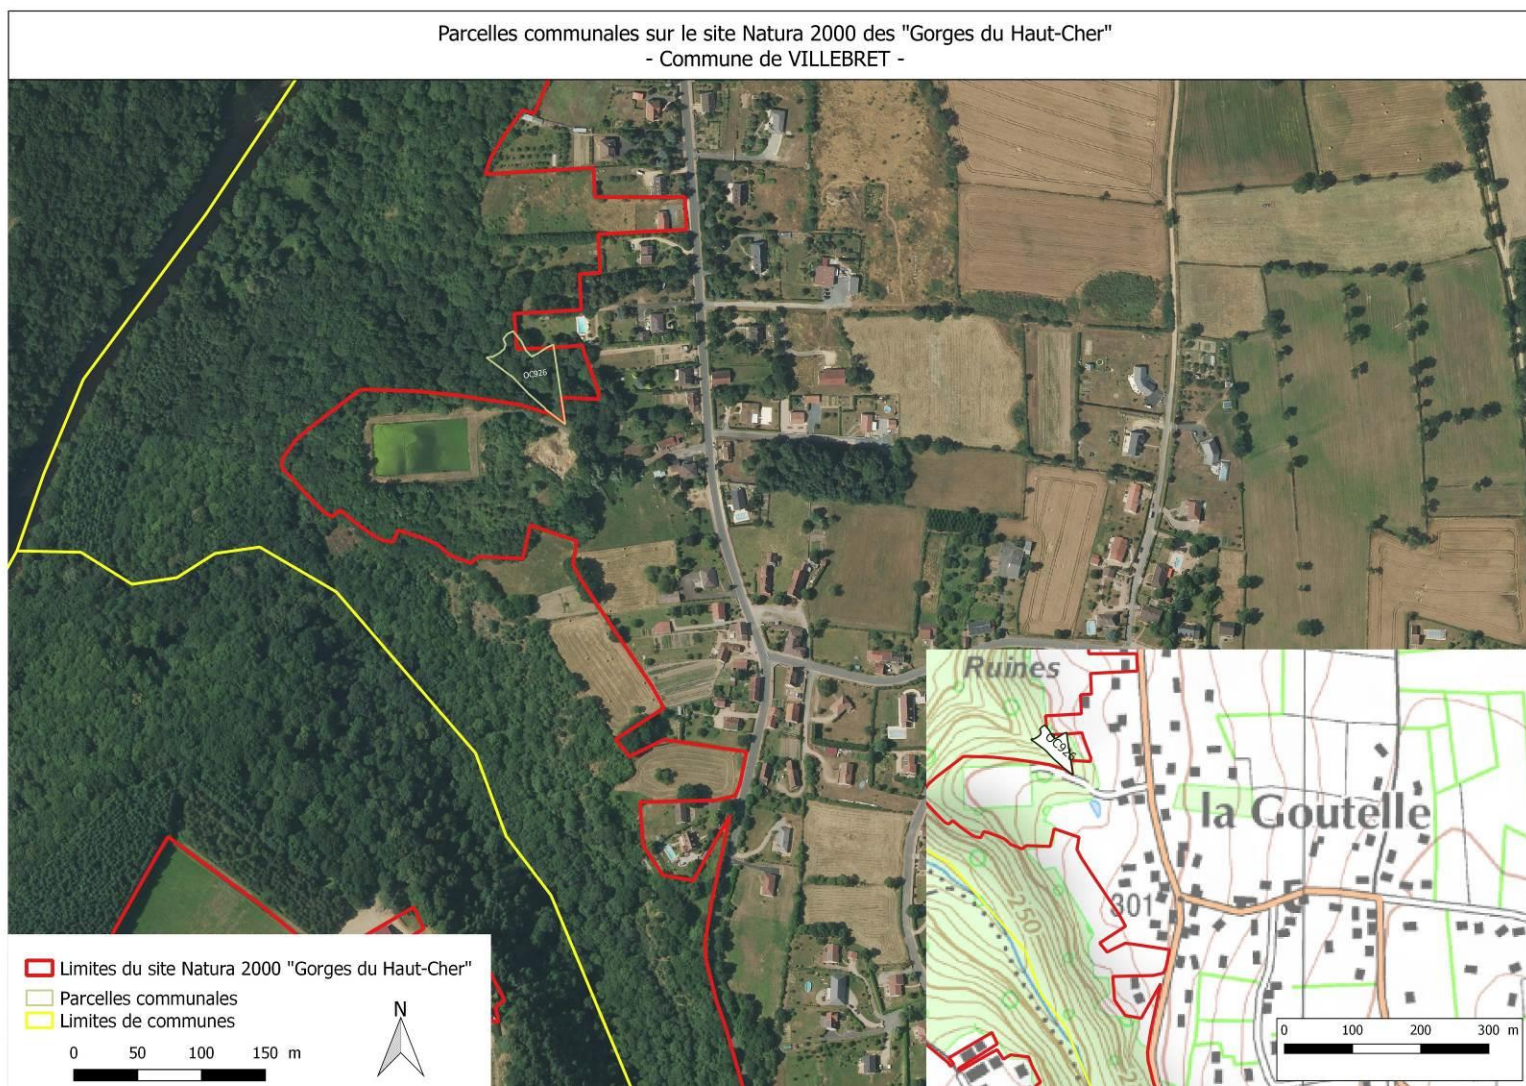 Parcelles communales sur le site Natura 2000 des "Gorges du Haut-Cher"
- Commune de VILLEBRET -
OC926
Ruines
OC926
la Goutelle
301
250
Limites du site Natura 2000 "Gorges du Haut-Cher"
Parcelles communales
Limites de communes
N
0 50 100 150 m
0 100 200 300 m